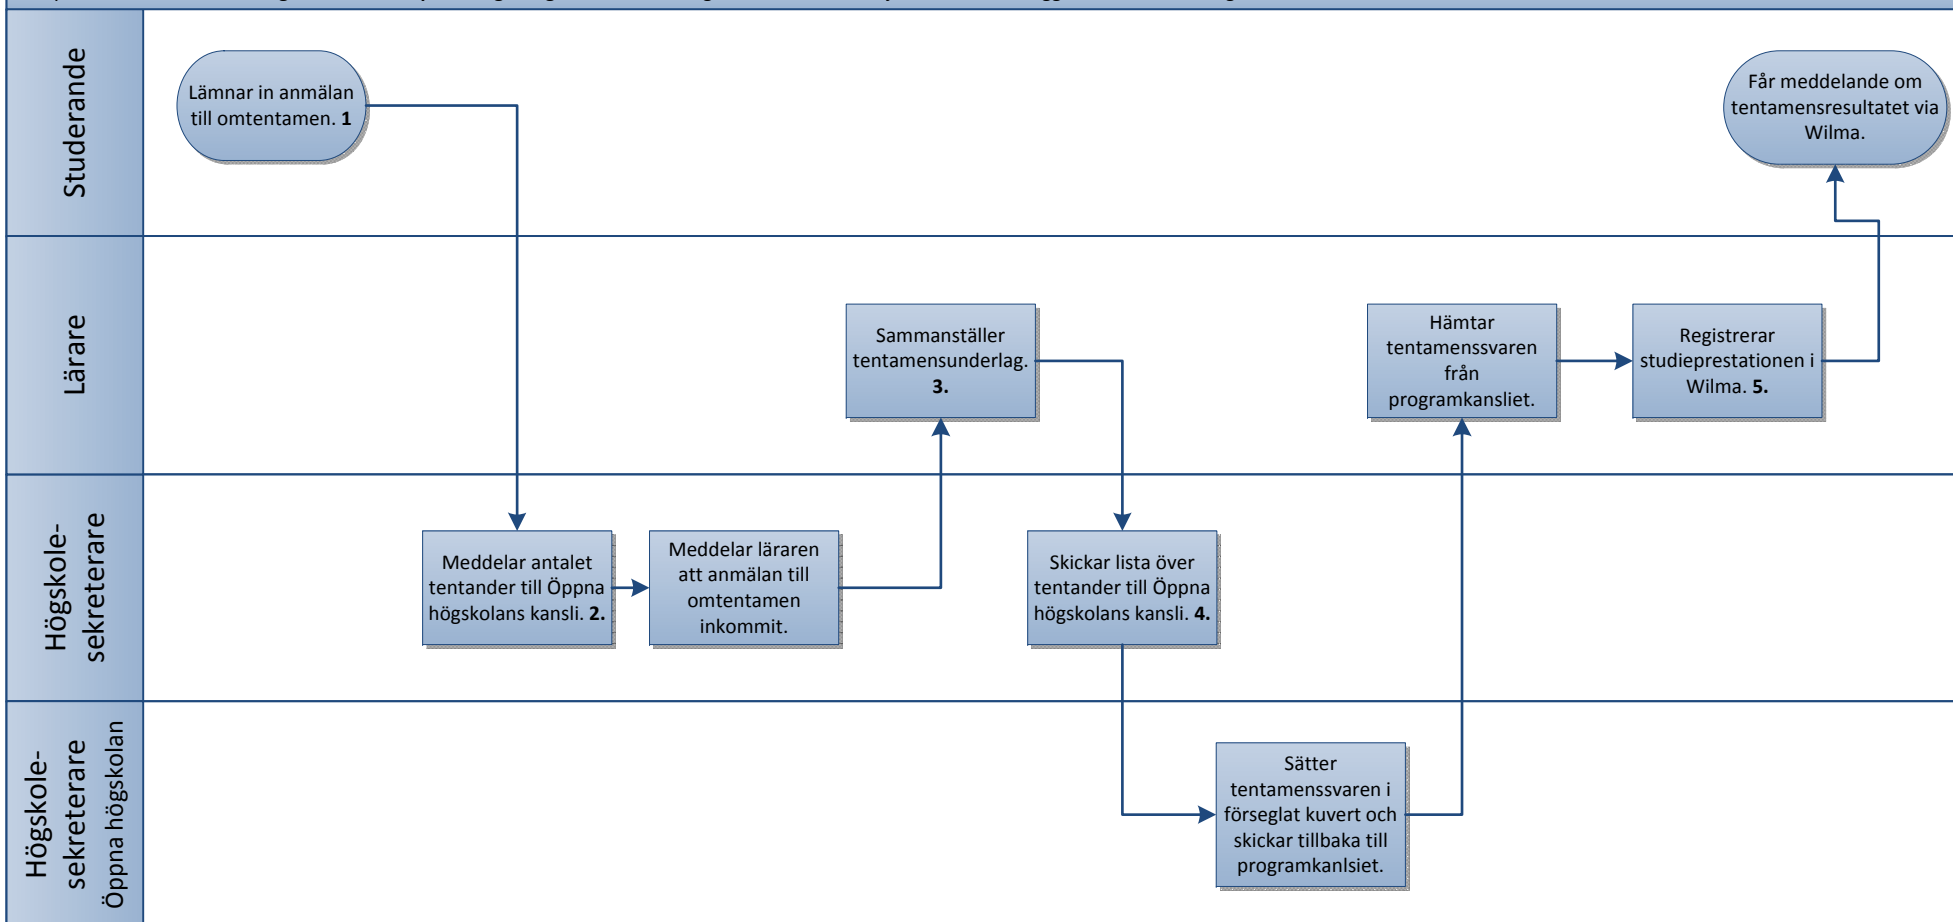 Studerande
Lämnar in anmälan
till omtentamen. 1
Får meddelande om
tentamensresultatet via
Wilma.
Lärare
Sammanställer
tentamensunderlag.
3.
Hämtar
tentamenssvaren
från
programkansliet.
Registrerar
studieprestationen i
Wilma. 5.
Högskole-
sekreterare
Meddelar antalet
tentander till Öppna
högskolans kansli. 2.
Meddelar läraren
att anmälan till
omtentamen
inkommit.
Skickar lista över
tentander till Öppna
högskolans kansli. 4.
Högskole-
sekreterare
Öppna högskolan
Sätter
tentamenssvaren i
förseglat kuvert och
skickar tillbaka till
programkanlsiet.